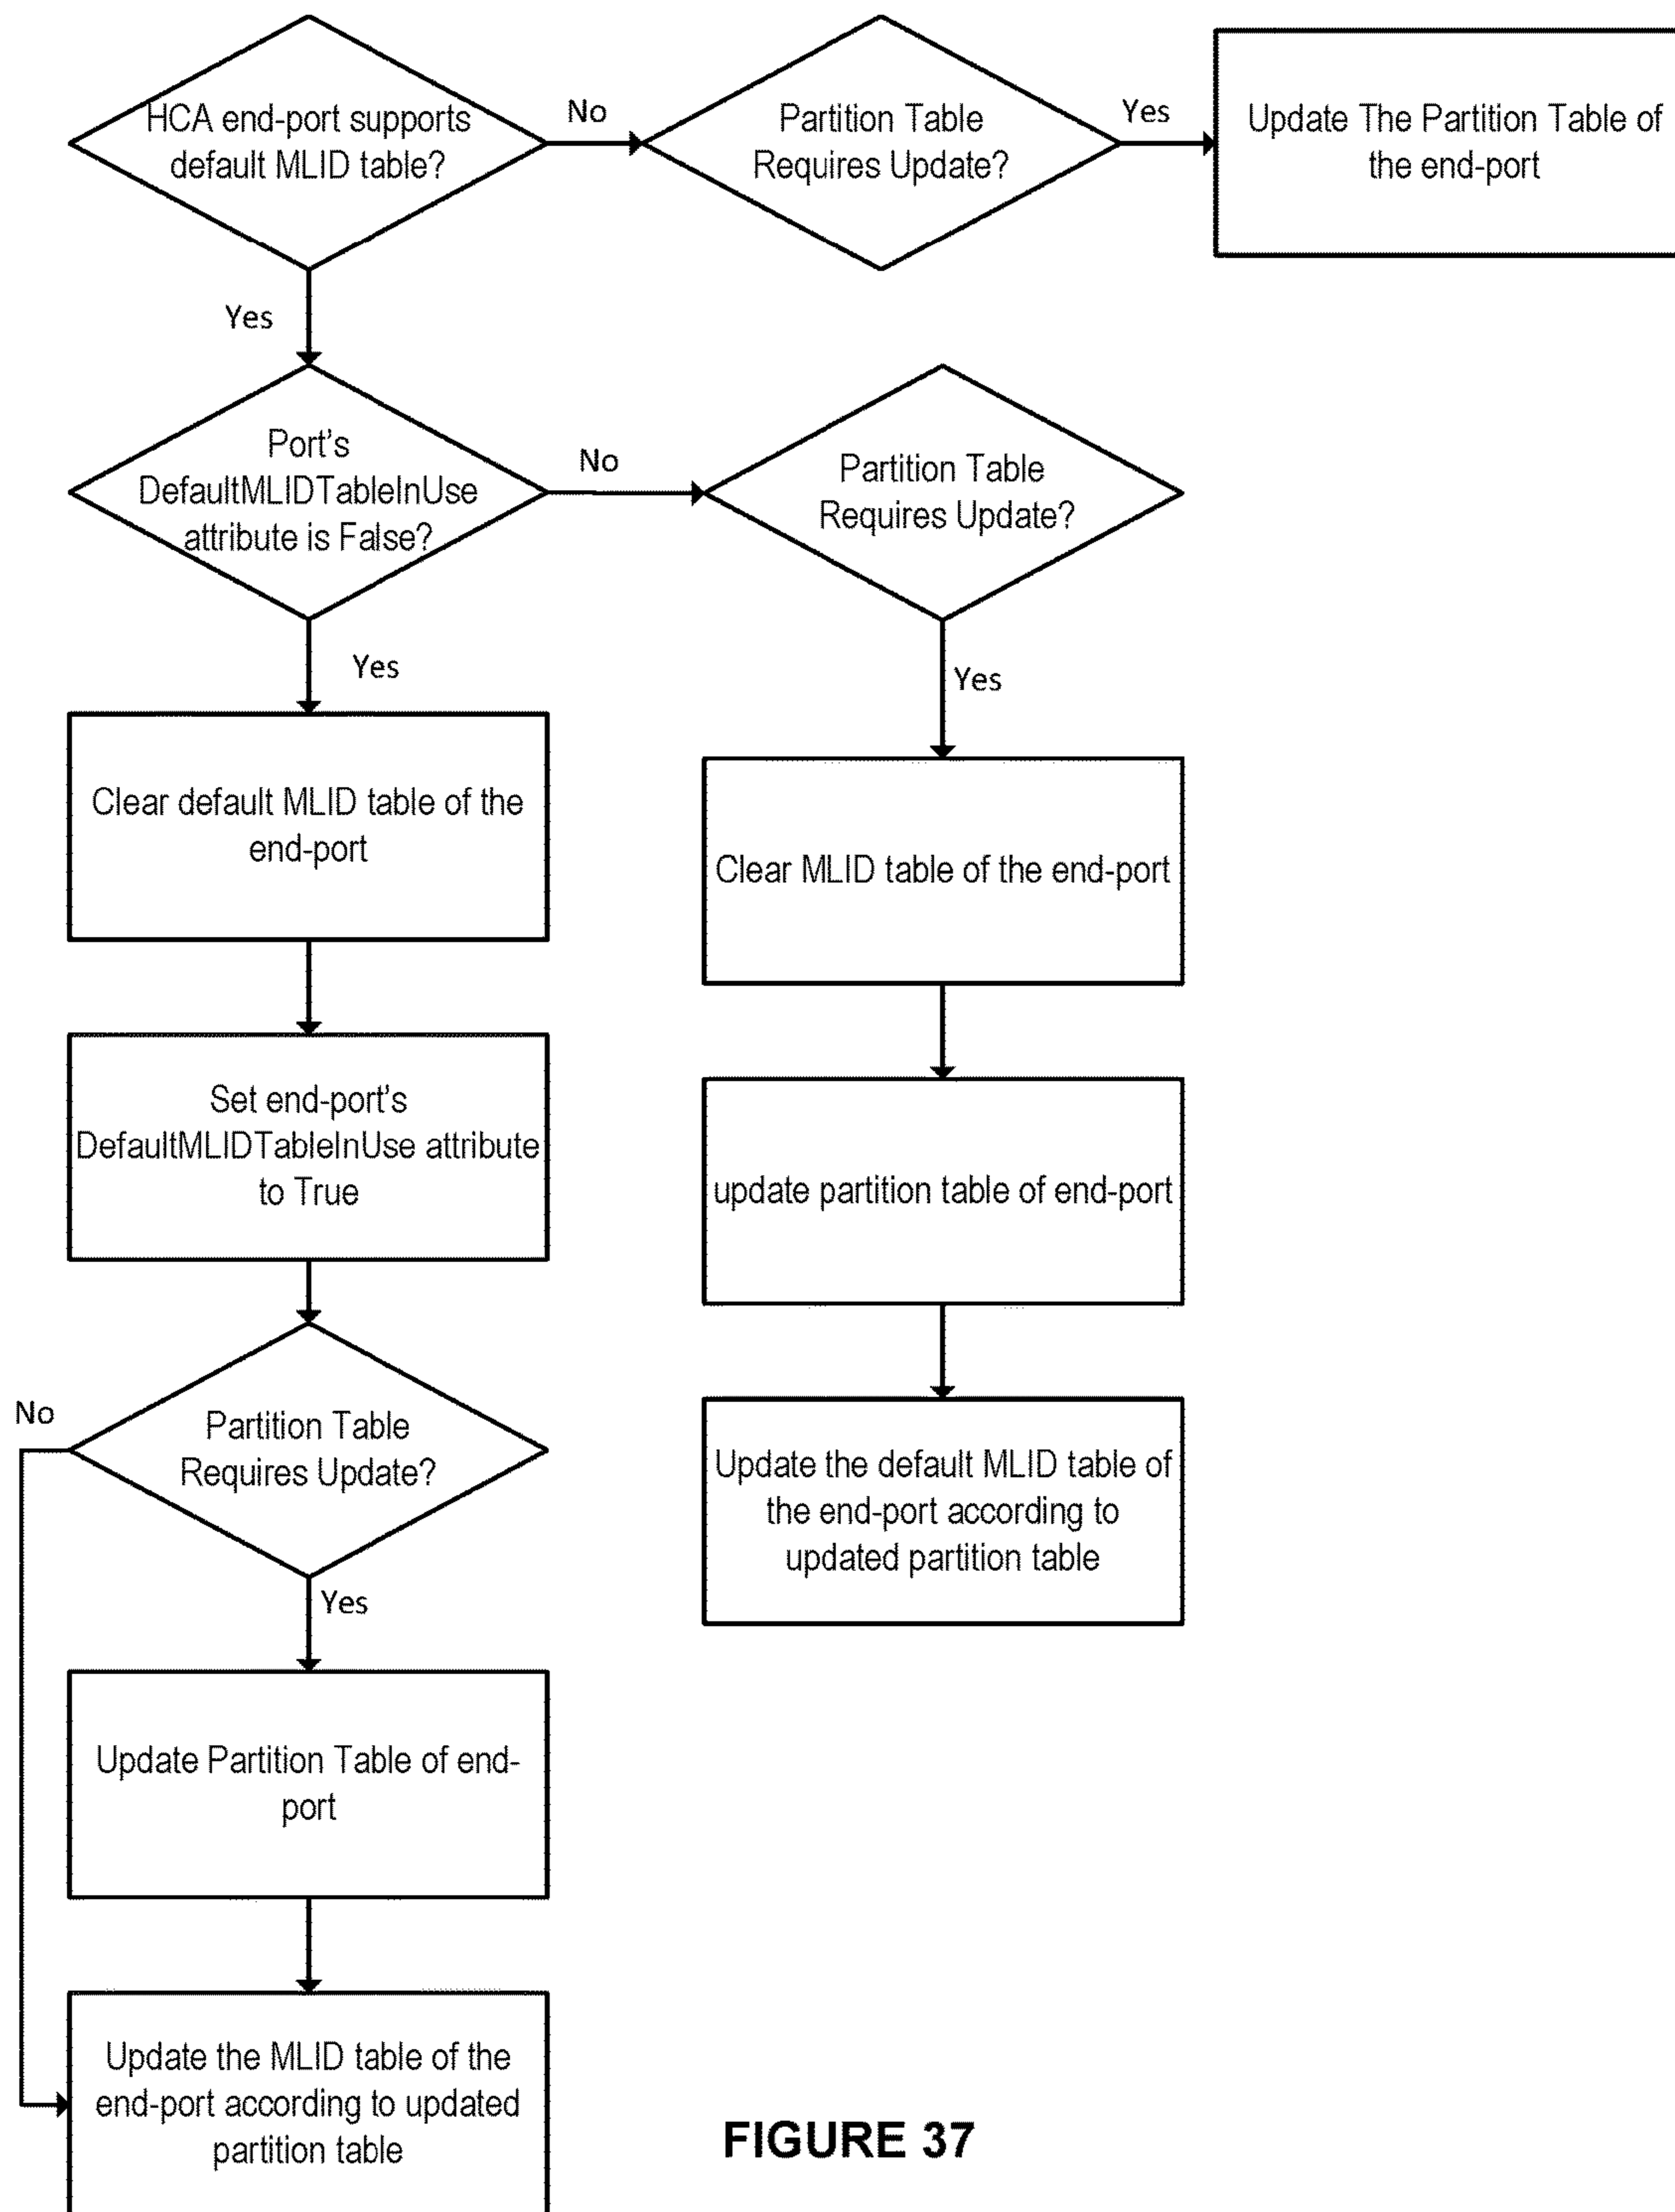 HCA end-port supports
default MLID table?
No
Partition Table
Requires Update?
Yes
Update The Partition Table of
the end-port
Yes
Port's
DefaultMLIDTableInUse
attribute is False?
No
Partition Table
Requires Update?
Yes
Yes
Clear default MLID table of the
end-port
Clear MLID table of the end-port
Set end-port's
DefaultMLIDTableInUse attribute
to True
update partition table of end-port
No
Partition Table
Requires Update?
Update the default MLID table of
the end-port according to
updated partition table
Yes
Update Partition Table of end-
port
Update the MLID table of the
end-port according to updated
partition table
FIGURE 37